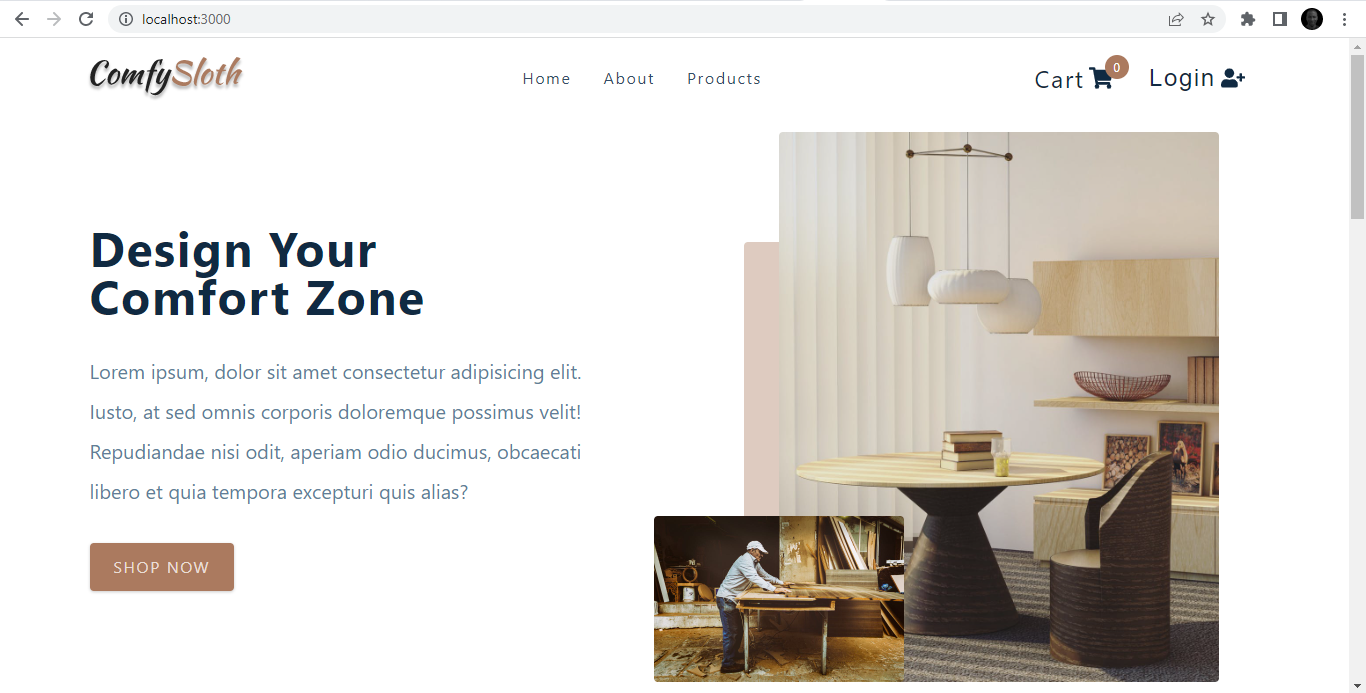 localhost:3000
ComfySloth
Home About Products
Cart 0 Login
Design Your
Comfort Zone
Lorem ipsum, dolor sit amet consectetur adipisicing elit.
Iusto, at sed omnis corporis doloremque possimus velit!
Repudiandae nisi odit, aperiam odio ducimus, obcaecati
libero et quia tempora excepturi quis alias?
SHOP NOW